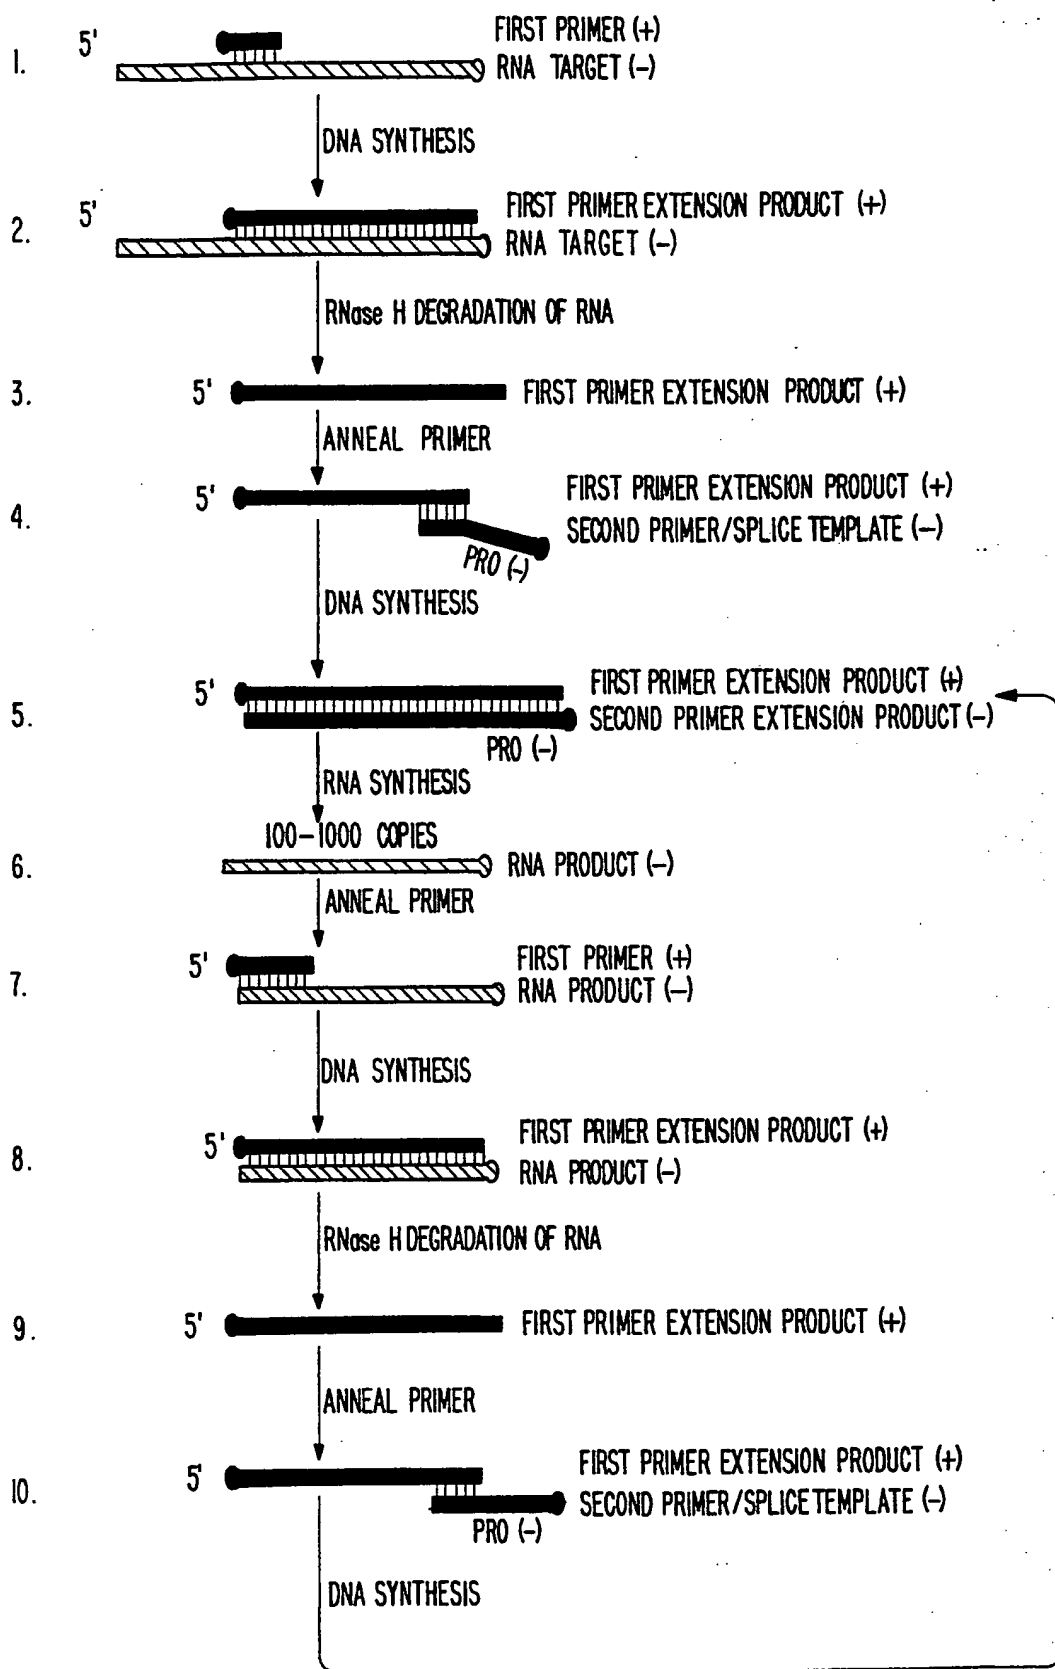 1.
5'
FIRST PRIMER (+)
RNA TARGET (-)
DNA SYNTHESIS
2.
5'
FIRST PRIMER EXTENSION PRODUCT (+)
RNA TARGET (-)
RNase H DEGRADATION OF RNA
3.
5'
FIRST PRIMER EXTENSION PRODUCT (+)
ANNEAL PRIMER
4.
5'
FIRST PRIMER EXTENSION PRODUCT (+)
SECOND PRIMER/SPLICE TEMPLATE (-)
PRO (-)
DNA SYNTHESIS
5.
5'
FIRST PRIMER EXTENSION PRODUCT (+)
SECOND PRIMER EXTENSION PRODUCT (-)
PRO (-)
RNA SYNTHESIS
100-1000 COPIES
6.
RNA PRODUCT (-)
ANNEAL PRIMER
7.
5'
FIRST PRIMER (+)
RNA PRODUCT (-)
DNA SYNTHESIS
8.
5'
FIRST PRIMER EXTENSION PRODUCT (+)
RNA PRODUCT (-)
RNase H DEGRADATION OF RNA
9.
5'
FIRST PRIMER EXTENSION PRODUCT (+)
ANNEAL PRIMER
10.
5'
FIRST PRIMER EXTENSION PRODUCT (+)
SECOND PRIMER/SPLICE TEMPLATE (-)
PRO (-)
DNA SYNTHESIS